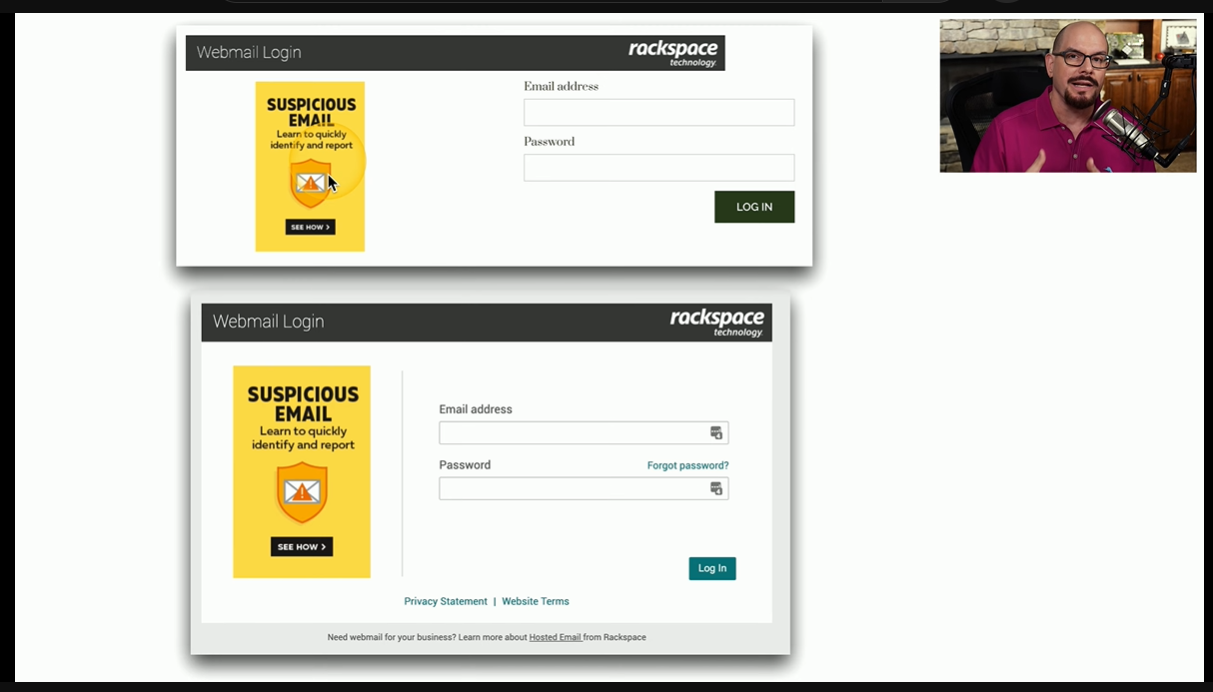 Webmail Login
rackspace
technology.
SUSPICIOUS
EMAIL
Learn to quickly
identify and report
SEE HOW >
Email address
Password
LOG IN
Webmail Login
rackspace
technology.
SUSPICIOUS
EMAIL
Learn to quickly
identify and report
SEE HOW >
Email address
Password
Forgot password?
Log In
Privacy Statement | Website Terms
Need webmail for your business? Learn more about Hosted Email from Rackspace